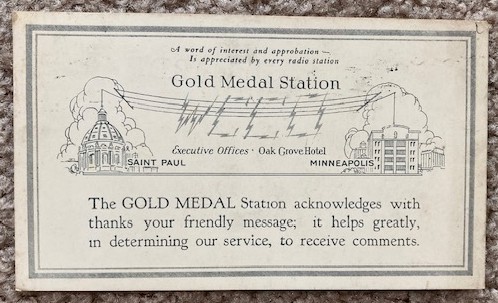 A word of interest and approbation —
Is appreciated by every radio station
Gold Medal Station
WCCO
Executive Offices · Oak Grove Hotel
SAINT PAUL
MINNEAPOLIS
The GOLD MEDAL Station acknowledges with
thanks your friendly message; it helps greatly,
in determining our service, to receive comments.